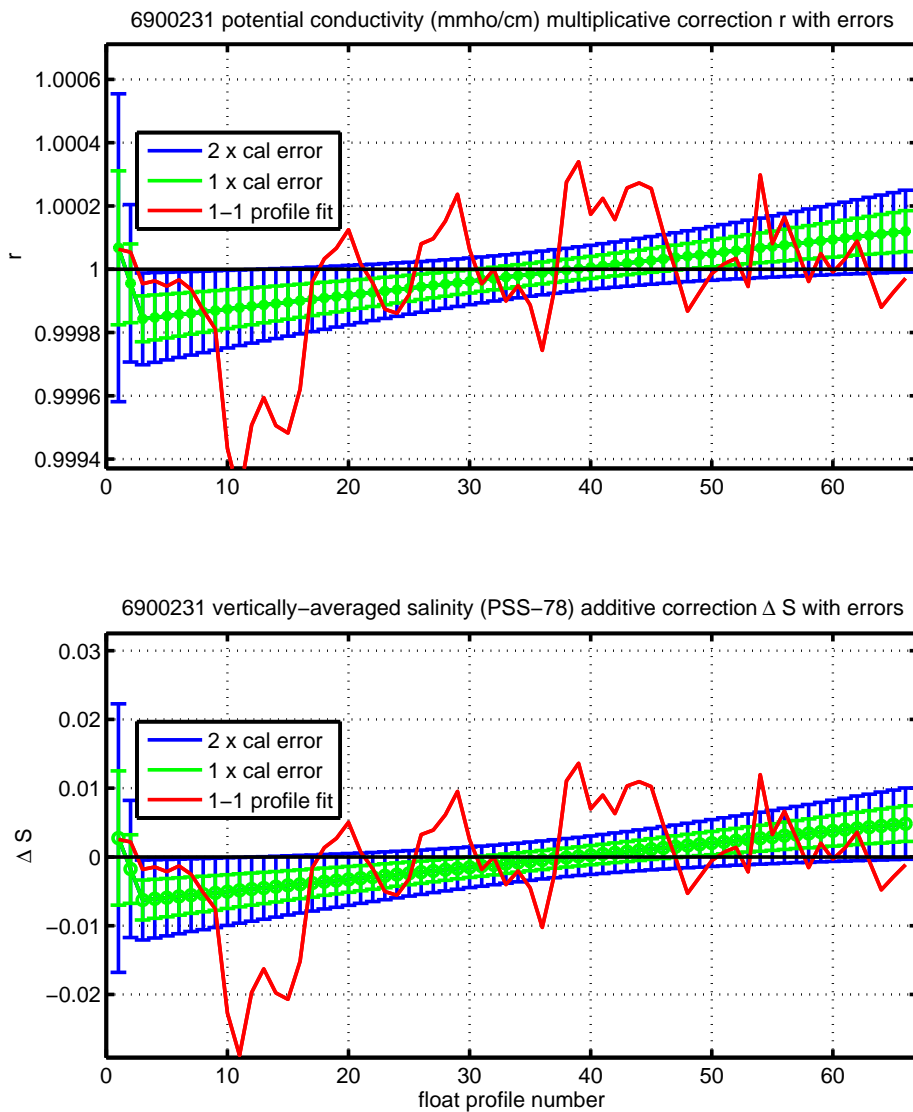 6900231 potential conductivity (mmho/cm) multiplicative correction r with errors
1.0006
1.0004
1.0002
1
0.9998
0.9996
0.9994
r
2 x cal error
1 x cal error
1−1 profile fit
0 10 20 30 40 50 60
6900231 vertically−averaged salinity (PSS−78) additive correction Δ S with errors
0.03
0.02
0.01
0
−0.01
−0.02
Δ S
2 x cal error
1 x cal error
1−1 profile fit
0 10 20 30 40 50 60
float profile number